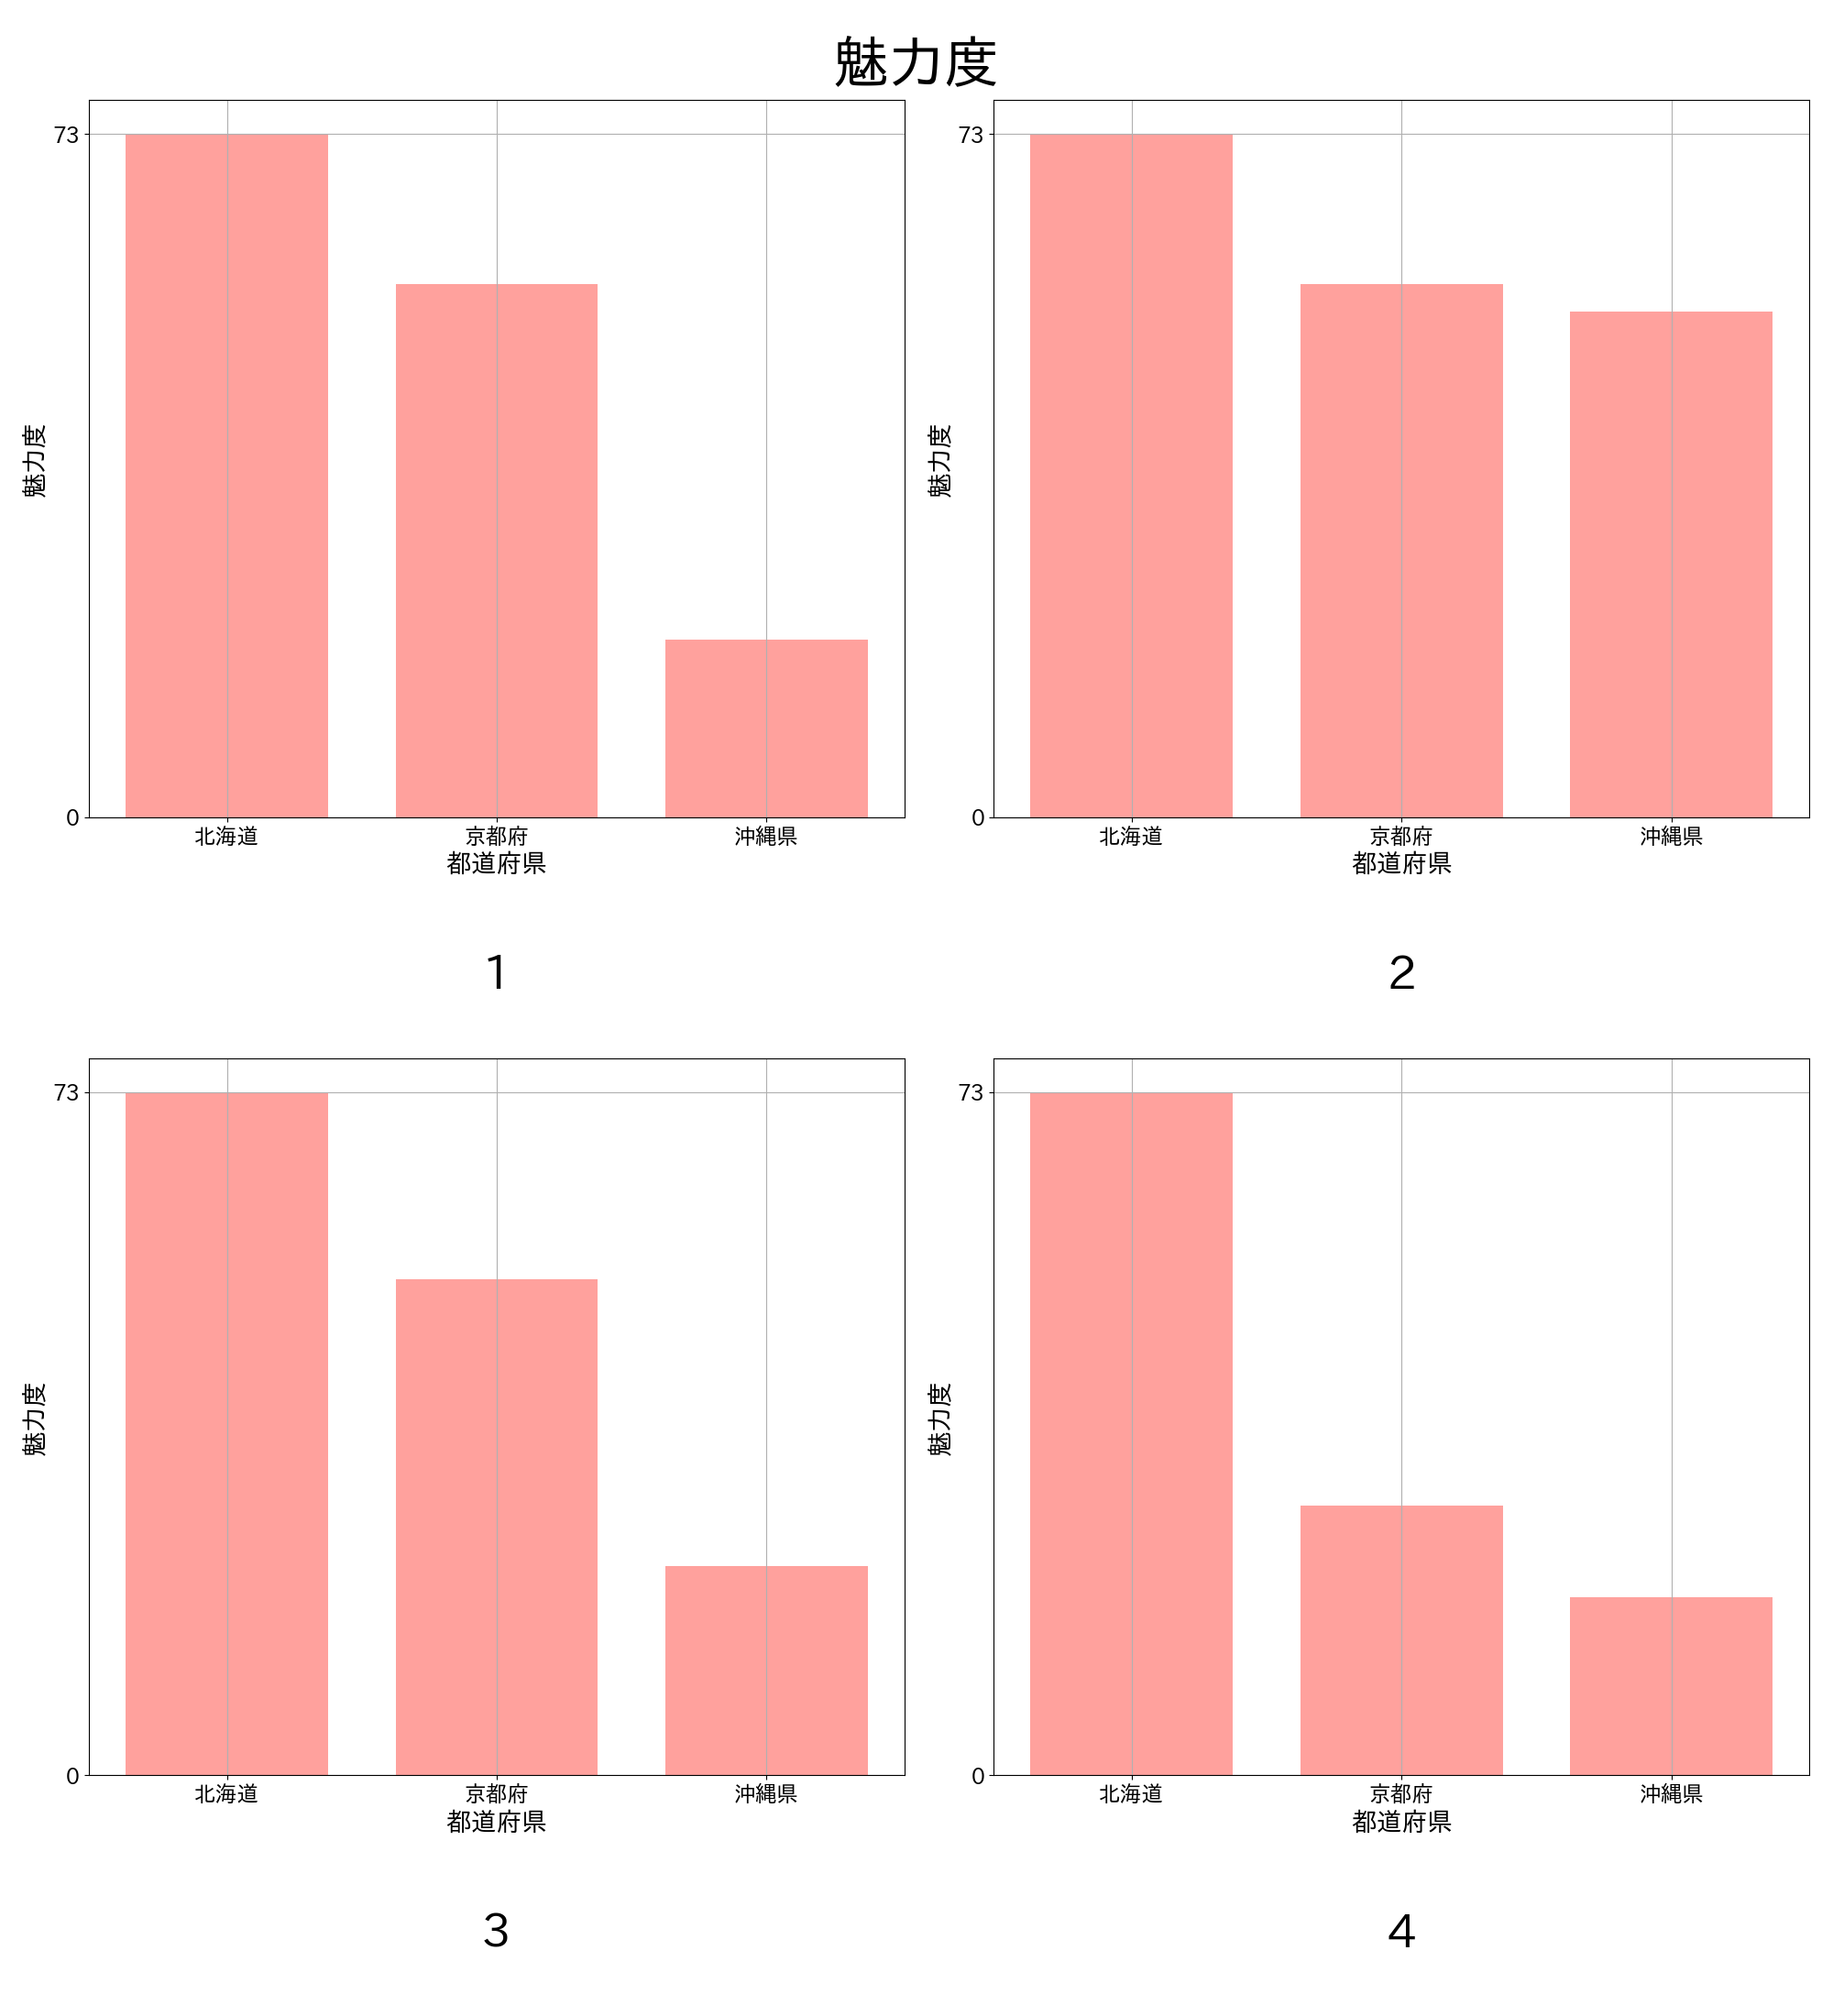 魅力度
73
0
魅力度
北海道 京都府 沖縄県
都道府県
1
73
0
魅力度
北海道 京都府 沖縄県
都道府県
2
73
0
魅力度
北海道 京都府 沖縄県
都道府県
3
73
0
魅力度
北海道 京都府 沖縄県
都道府県
4